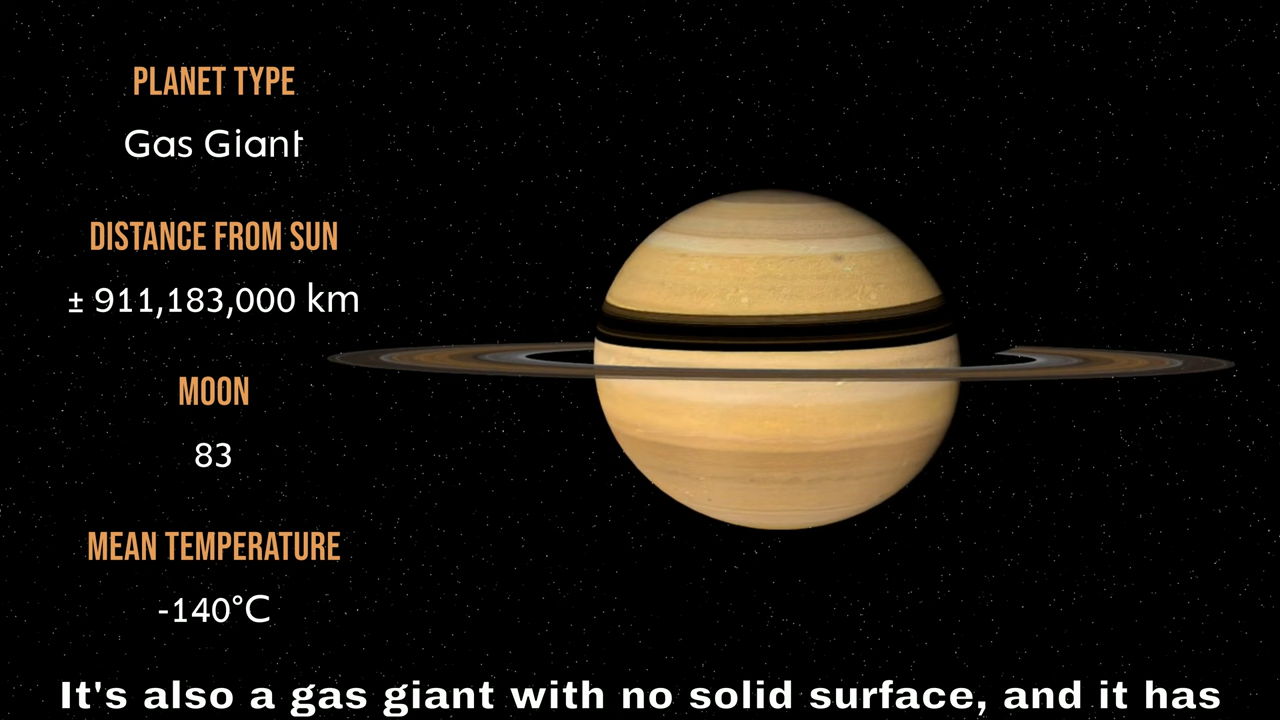 PLANET TYPE
Gas Giant
DISTANCE FROM SUN
± 911,183,000 km
MOON
83
MEAN TEMPERATURE
-140°C
It's also a gas giant with no solid surface, and it has